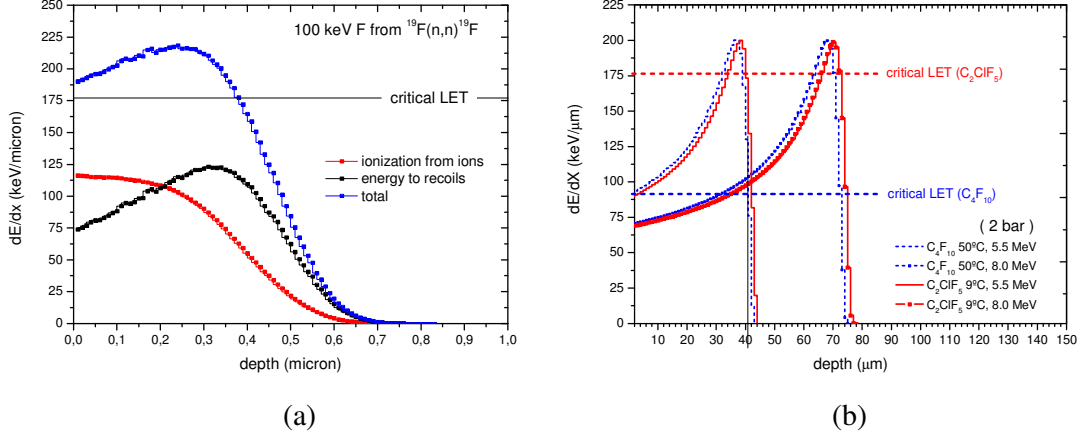 100 keV F from ¹⁹F(n,n)¹⁹F
critical LET
ionization from ions
energy to recoils
total
dE/dx (keV/micron)
250
225
200
175
150
125
100
75
50
25
0
0,0 0,1 0,2 0,3 0,4 0,5 0,6 0,7 0,8 0,9 1,0
depth (micron)
(a)
dE/dX (keV/μm)
225
200
175
150
125
100
75
50
25
0
critical LET (C₂ClF₅)
critical LET (C₄F₁₀)
( 2 bar )
C₄F₁₀ 50ºC, 5.5 MeV
C₄F₁₀ 50ºC, 8.0 MeV
C₂ClF₅ 9ºC, 5.5 MeV
C₂ClF₅ 9ºC, 8.0 MeV
10 20 30 40 50 60 70 80 90 100 110 120 130 140 150
depth (μm)
(b)